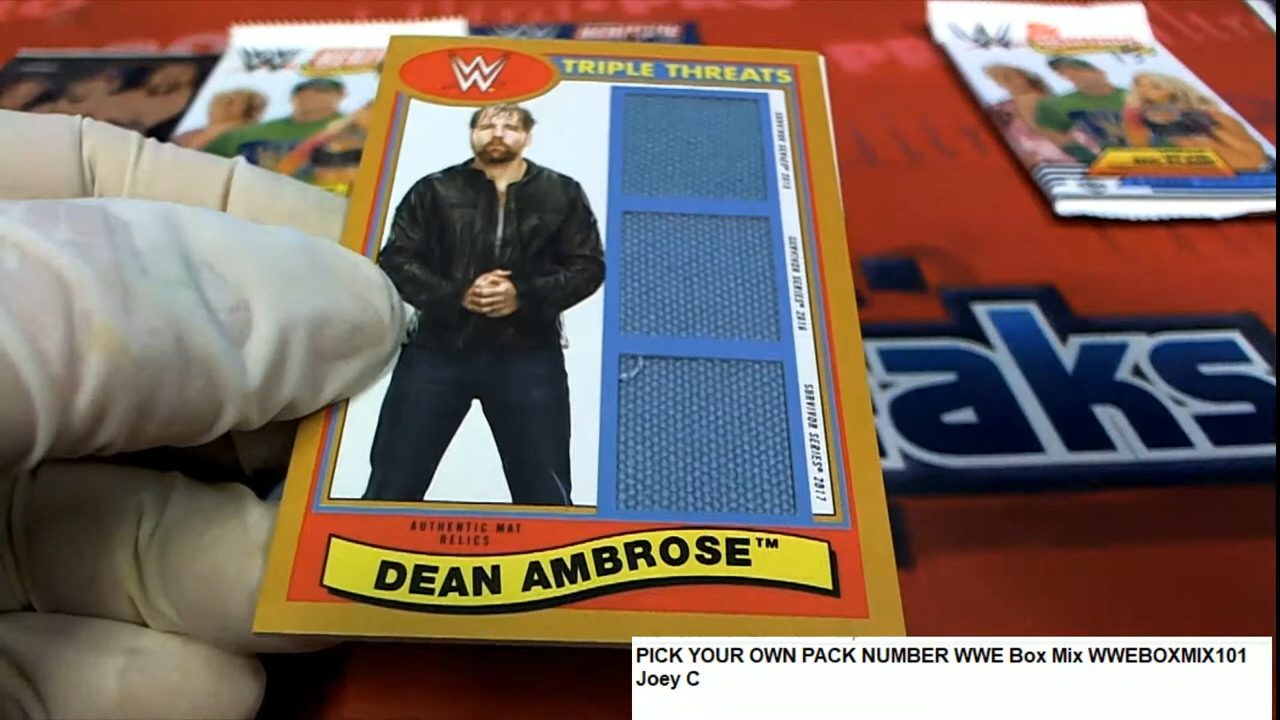 W
TRIPLE THREATS
SURVIVOR SERIES® 2016
SURVIVOR SERIES® 2017
AUTHENTIC MAT
RELICS
DEAN AMBROSE™
aks
PICK YOUR OWN PACK NUMBER WWE Box Mix WWEBOXMIX101
Joey C